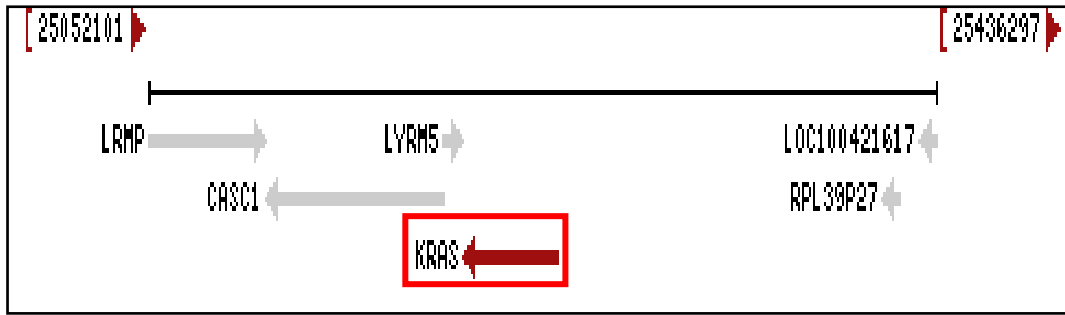 [ 25052101 [ 25436297
LRMP LYRM5 LOC100421617
CASC1 RPL39P27
KRAS